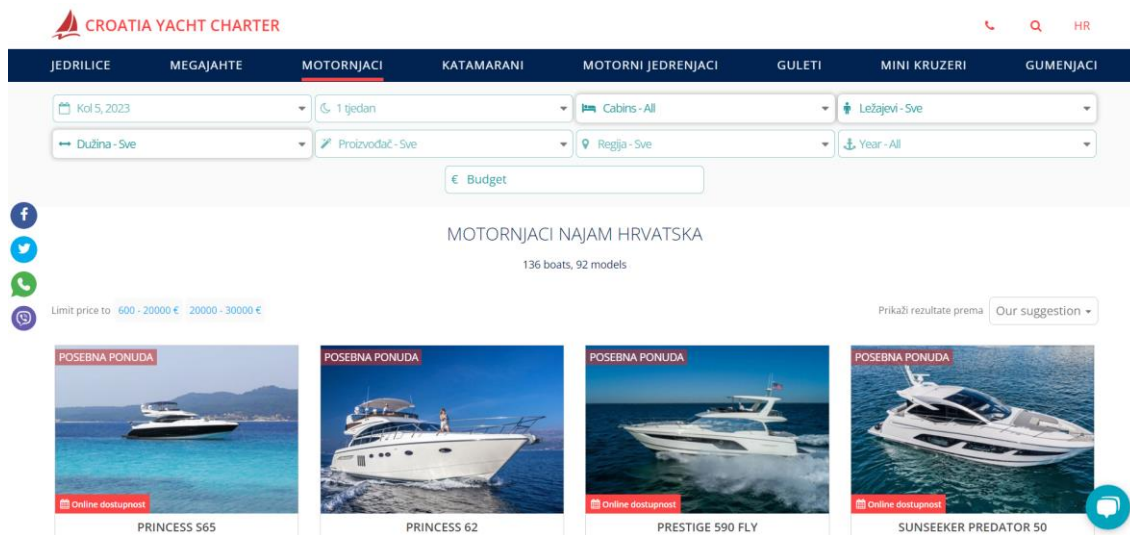 CROATIA YACHT CHARTER
HR
JEDRILICE MEGAJAHTE MOTORNJACI KATAMARANI MOTORNI JEDRENJACI GULETI MINI KRUZERI GUMENJACI
Kol 5, 2023 1 tjedan Cabins - All Ležajevi - Sve
Dužina - Sve Proizvođač - Sve Regija - Sve Year - All
€ Budget
MOTORNJACI NAJAM HRVATSKA
136 boats, 92 models
Limit price to 600 - 20000 € 20000 - 30000 € Prikaži rezultate prema Our suggestion
POSEBNA PONUDA POSEBNA PONUDA POSEBNA PONUDA POSEBNA PONUDA
Online dostupnost Online dostupnost Online dostupnost
PRINCESS S65 PRINCESS 62 PRESTIGE 590 FLY SUNSEEKER PREDATOR 50